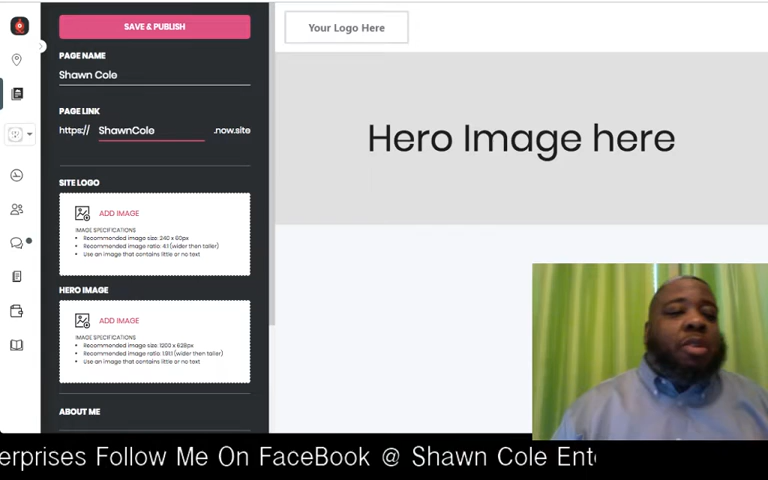 SAVE & PUBLISH
PAGE NAME
Shawn Cole
PAGE LINK
https:// ShawnCole .now.site
SITE LOGO
ADD IMAGE
IMAGE SPECIFICATIONS
Recommended image size: 240 x 60px
Recommended image ratio: 4:1 (wider then taller)
Use an image that contains little or no text
HERO IMAGE
ADD IMAGE
IMAGE SPECIFICATIONS
Recommended image size: 1200 x 628px
Recommended image ratio: 1.91:1 (wider then taller)
Use an image that contains little or no text
ABOUT ME
Your Logo Here
Hero Image here
erprises Follow Me On FaceBook @ Shawn Cole Ente